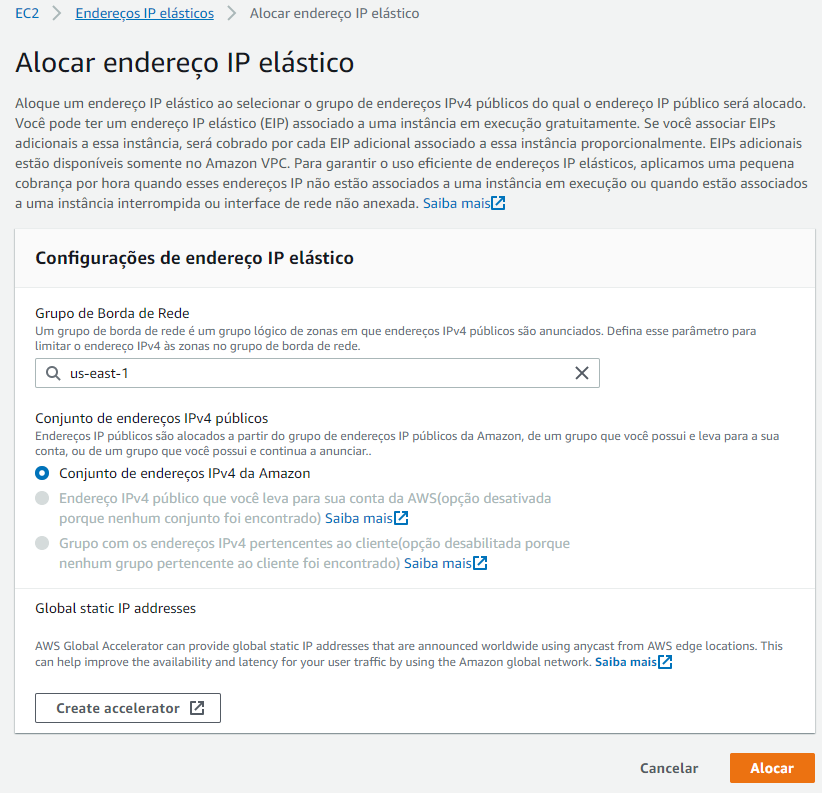 EC2 > Endereços IP elásticos > Alocar endereço IP elástico
Alocar endereço IP elástico
Aloque um endereço IP elástico ao selecionar o grupo de endereços IPv4 públicos do qual o endereço IP público será alocado.
Você pode ter um endereço IP elástico (EIP) associado a uma instância em execução gratuitamente. Se você associar EIPs
adicionais a essa instância, será cobrado por cada EIP adicional associado a essa instância proporcionalmente. EIPs adicionais
estão disponíveis somente no Amazon VPC. Para garantir o uso eficiente de endereços IP elásticos, aplicamos uma pequena
cobrança por hora quando esses endereços IP não estão associados a uma instância em execução ou quando estão associados
a uma instância interrompida ou interface de rede não anexada. Saiba mais
Configurações de endereço IP elástico
Grupo de Borda de Rede
Um grupo de borda de rede é um grupo lógico de zonas em que endereços IPv4 públicos são anunciados. Defina esse parâmetro para
limitar o endereço IPv4 às zonas no grupo de borda de rede.
us-east-1
Conjunto de endereços IPv4 públicos
Endereços IP públicos são alocados a partir do grupo de endereços IP públicos da Amazon, de um grupo que você possui e leva para a sua
conta, ou de um grupo que você possui e continua a anunciar..
Conjunto de endereços IPv4 da Amazon
Endereço IPv4 público que você leva para sua conta da AWS(opção desativada
porque nenhum conjunto foi encontrado) Saiba mais
Grupo com os endereços IPv4 pertencentes ao cliente(opção desabilitada porque
nenhum grupo pertencente ao cliente foi encontrado) Saiba mais
Global static IP addresses
AWS Global Accelerator can provide global static IP addresses that are announced worldwide using anycast from AWS edge locations. This
can help improve the availability and latency for your user traffic by using the Amazon global network. Saiba mais
Create accelerator
Cancelar
Alocar